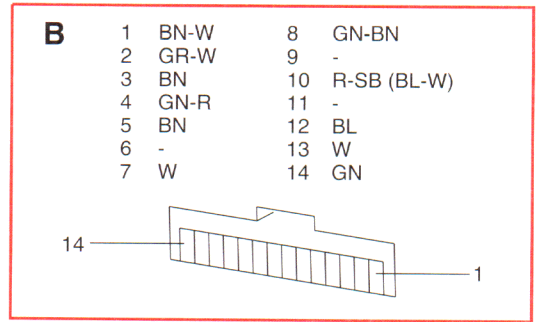 B
1 BN-W 8 GN-BN
2 GR-W 9 -
3 BN 10 R-SB (BL-W)
4 GN-R 11 -
5 BN 12 BL
6 - 13 W
7 W 14 GN
14
1